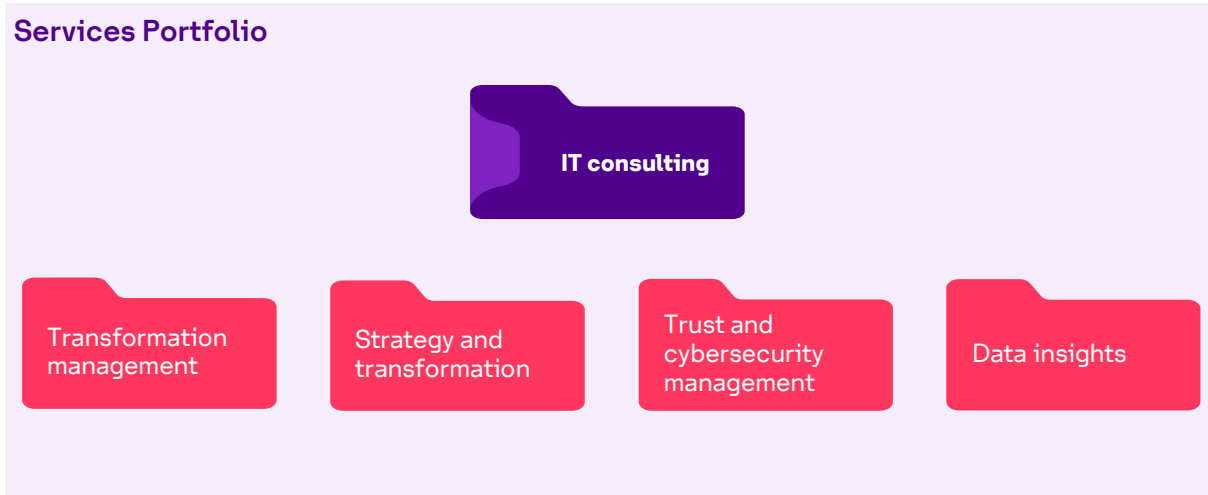 Services Portfolio
IT consulting
Transformation
management
Strategy and
transformation
Trust and
cybersecurity
management
Data insights